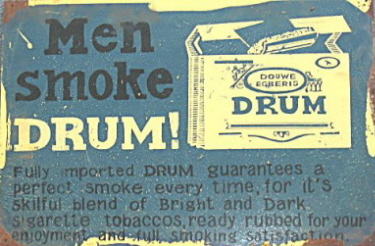 Men
smoke
DRUM!
DOUWE
EGBERTS
DRUM
Fully imported DRUM guarantees a
perfect smoke every time, for it's
skilful blend of Bright and Dark
sigarette tobaccos, ready rubbed for your
enjoyment and full smoking satisfaction.